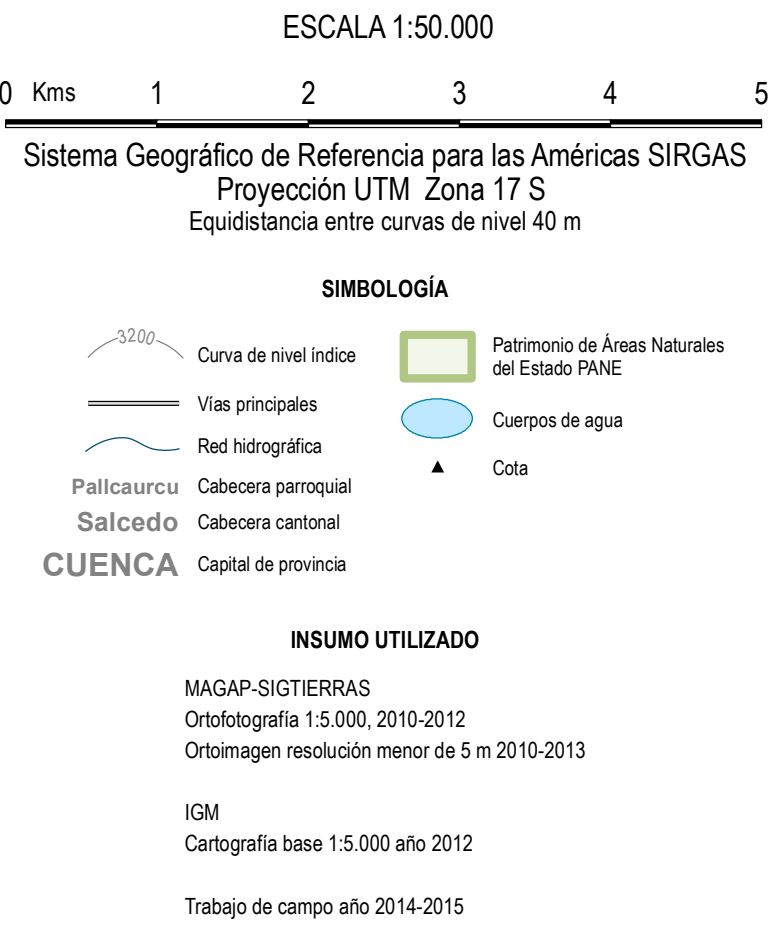 ESCALA 1:50.000
0 Kms 1 2 3 4 5
Sistema Geográfico de Referencia para las Américas SIRGAS
Proyección UTM Zona 17 S
Equidistancia entre curvas de nivel 40 m
SIMBOLOGÍA
3200 Curva de nivel índice
Vías principales
Red hidrográfica
Pallcaurcu Cabecera parroquial
Salcedo Cabecera cantonal
CUENCA Capital de provincia
Patrimonio de Áreas Naturales
del Estado PANE
Cuerpos de agua
Cota
INSUMO UTILIZADO
MAGAP-SIGTIERRAS
Ortofotografía 1:5.000, 2010-2012
Ortoimagen resolución menor de 5 m 2010-2013
IGM
Cartografía base 1:5.000 año 2012
Trabajo de campo año 2014-2015